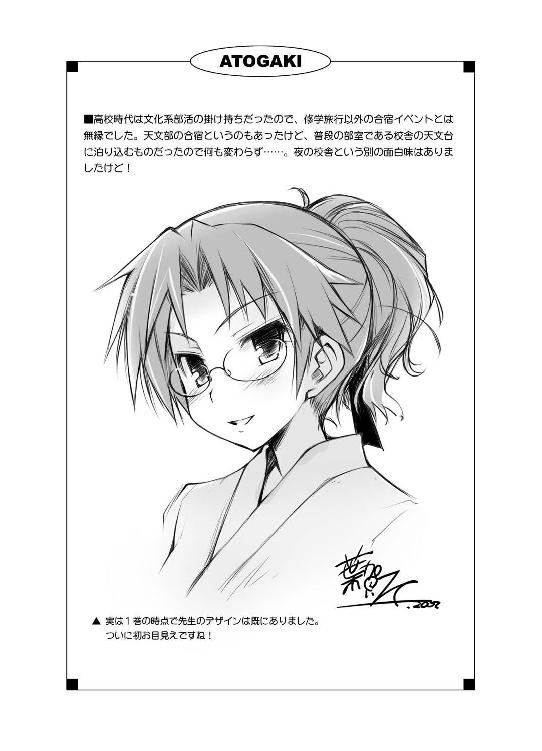 ATOGAKI
■高校時代は文化系部活の掛け持ちだったので、修学旅行以外の合宿イベントとは
無縁でした。天文部の合宿というのもあったけど、普段の部室である校舎の天文台
に泊り込むものだったので何も変わらず……。夜の校舎という別の面白味はありま
したけど！
▲ 実は１巻の時点で先生のデザインは既にありました。
ついに初お目見えですね！